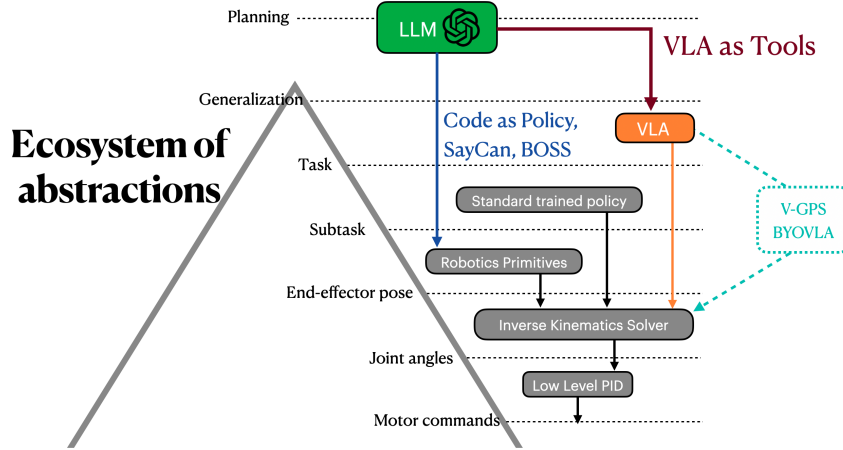 Planning
LLM
VLA as Tools
Generalization
Ecosystem of
abstractions
Code as Policy,
SayCan, BOSS
VLA
Task
Standard trained policy
V-GPS
BYOVLA
Subtask
Robotics Primitives
End-effector pose
Inverse Kinematics Solver
Joint angles
Low Level PID
Motor commands